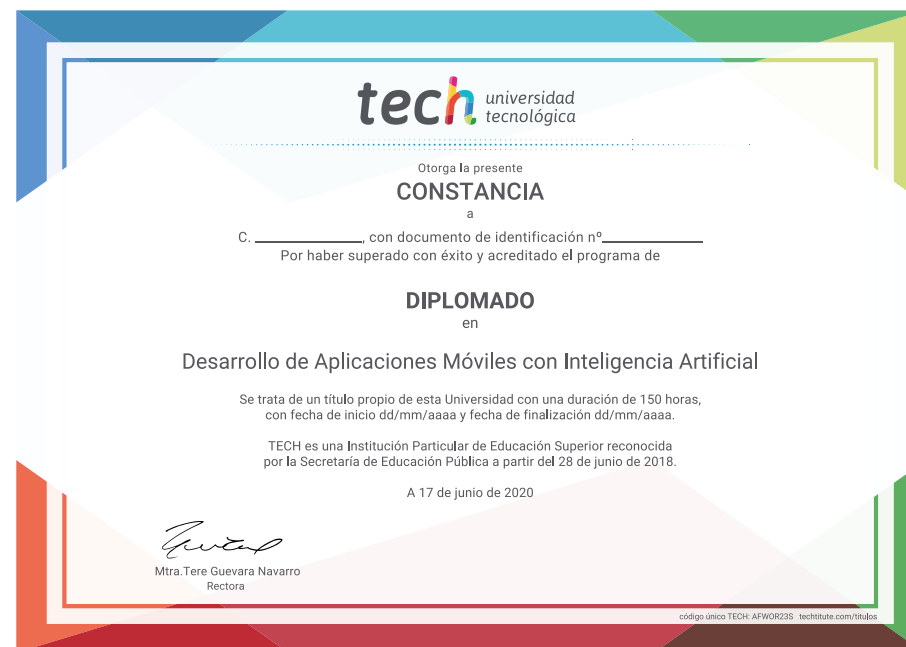 tech universidad
tecnológica
Otorga la presente
CONSTANCIA
a
C. ____________, con documento de identificación nº____________
Por haber superado con éxito y acreditado el programa de
DIPLOMADO
en
Desarrollo de Aplicaciones Móviles con Inteligencia Artificial
Se trata de un título propio de esta Universidad con una duración de 150 horas,
con fecha de inicio dd/mm/aaaa y fecha de finalización dd/mm/aaaa.
TECH es una Institución Particular de Educación Superior reconocida
por la Secretaría de Educación Pública a partir del 28 de junio de 2018.
A 17 de junio de 2020
Mtra.Tere Guevara Navarro
Rectora
código único TECH: AFWOR23S techtitute.com/titulos